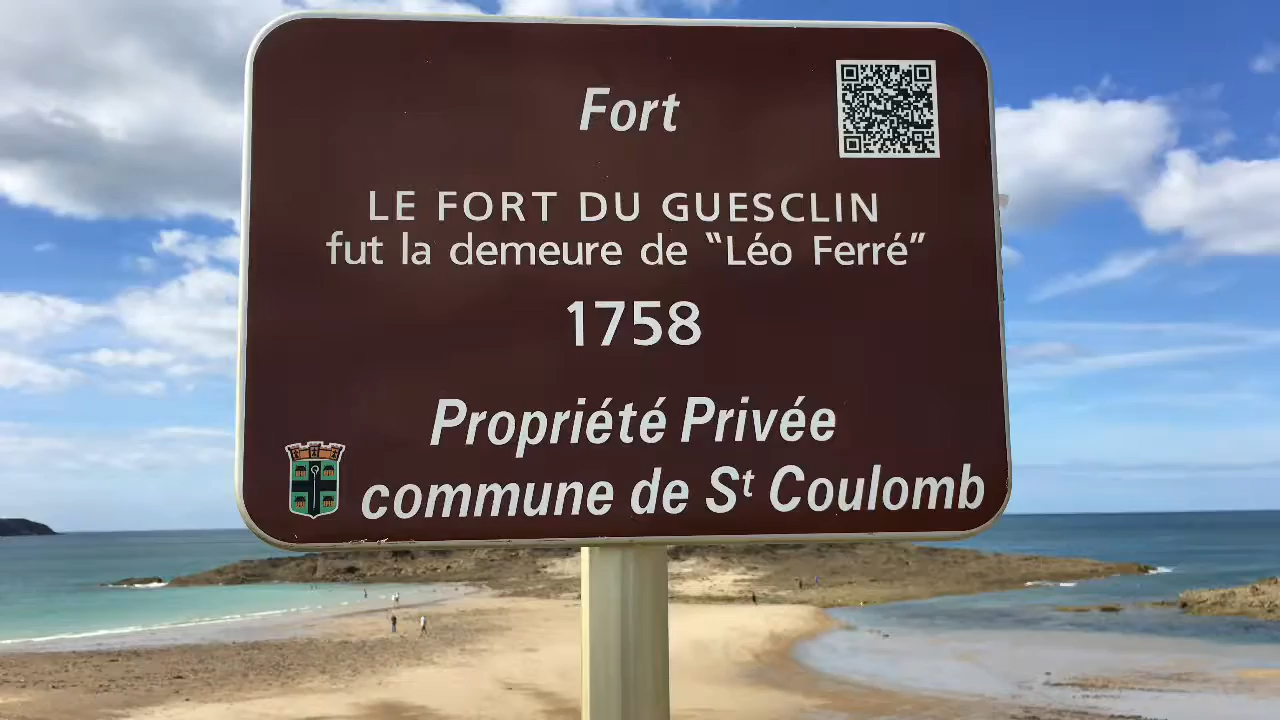 Fort
LE FORT DU GUESCLIN
fut la demeure de "Léo Ferré"
1758
Propriété Privée
commune de St Coulomb